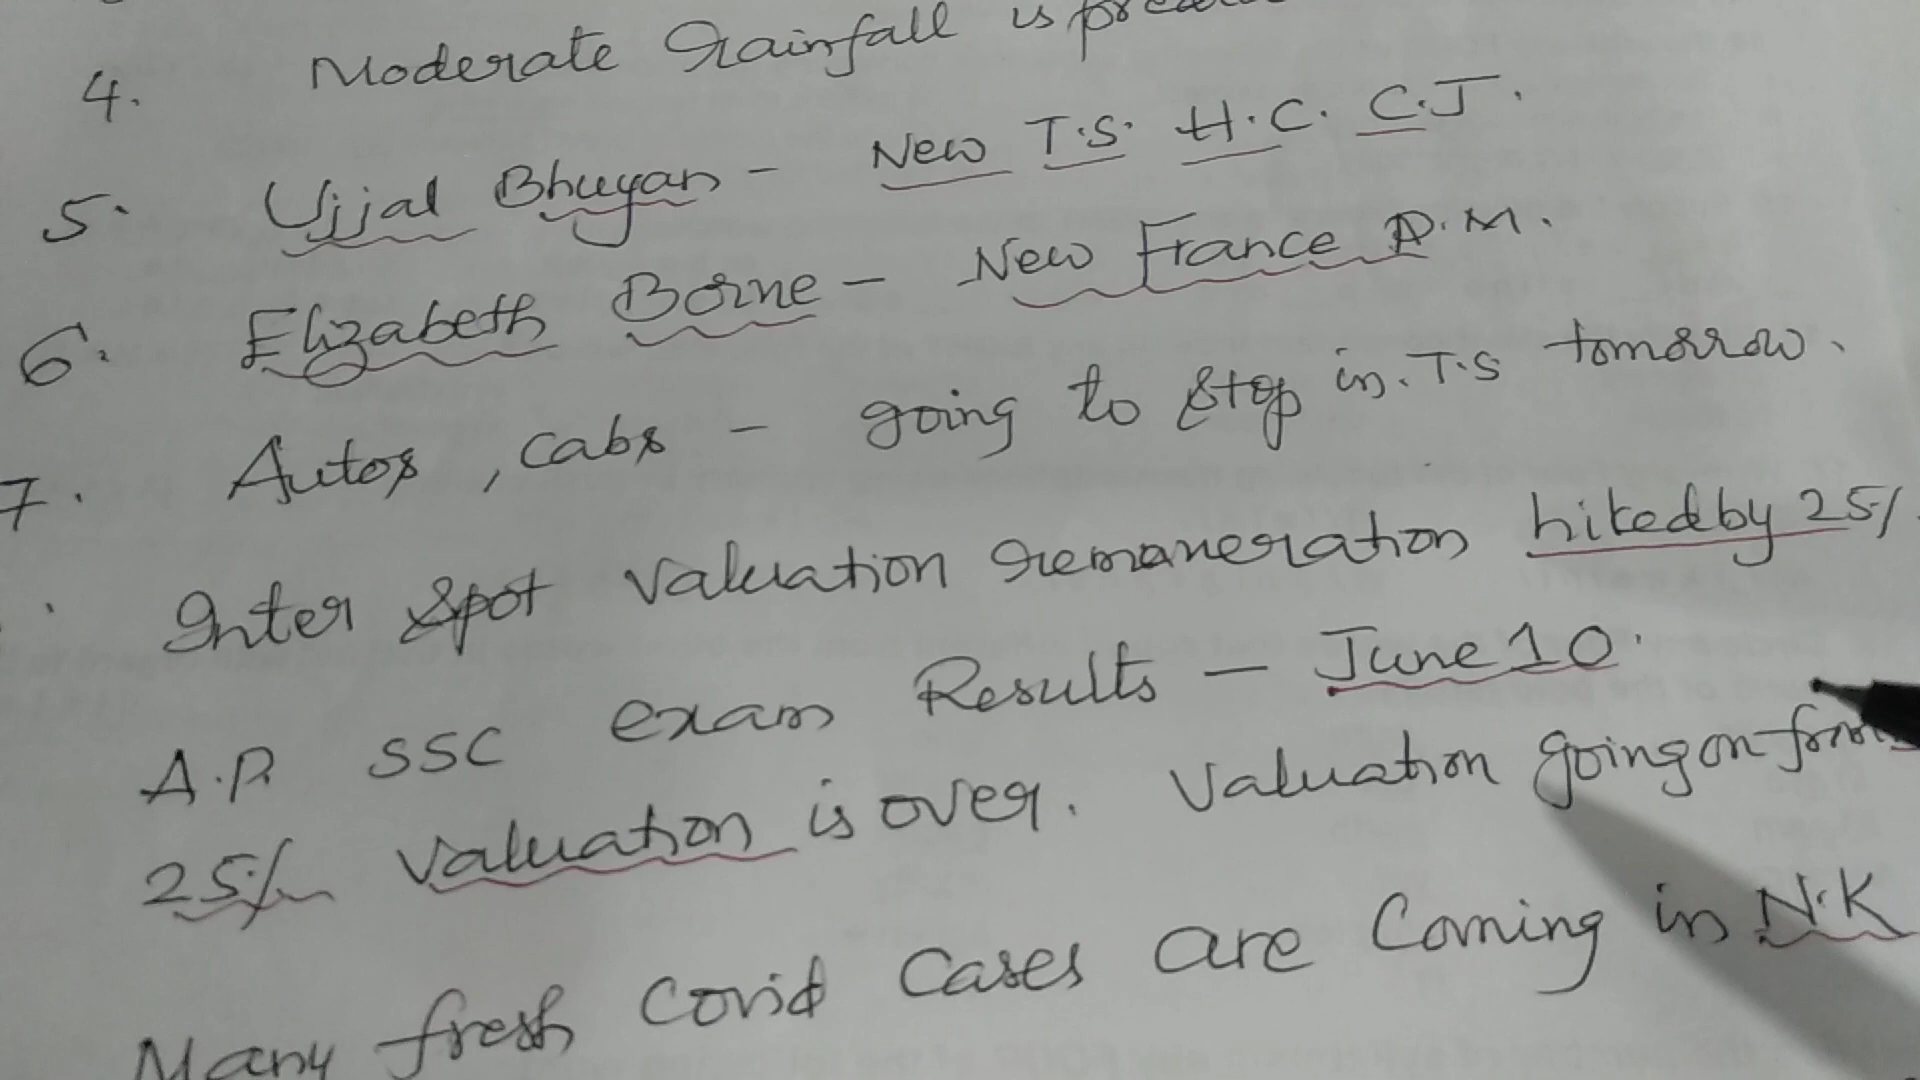 4. Moderate rainfall is
5. Ujjal Bhuyan - New T.S. H.C. C.J.
6. Elizabeth Borne - New France P.M.
7. Autos, cabs - going to stop in T.S tomorrow.
Inter spot valuation remaneration hiked by 25%
A.P. SSC exam Results - June 10.
25% valuation is over. Valuation going on from
Many fresh Covid Cases are Coming in N.K